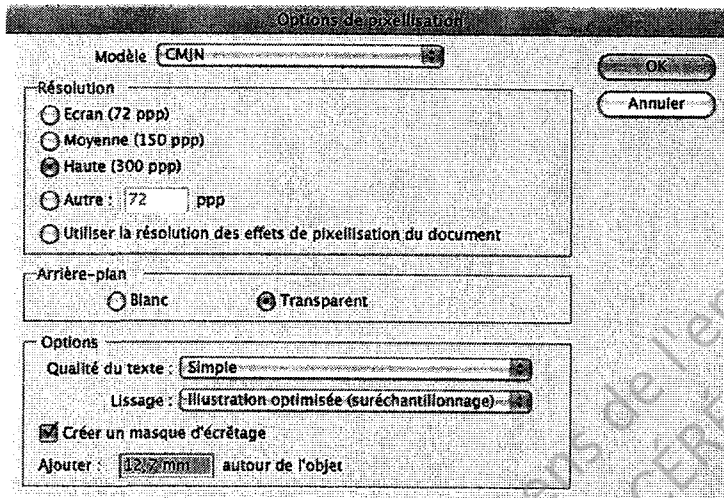 Options de pixellisation
Modèle CMJN
OK
Annuler
Résolution
Ecran (72 ppp)
Moyenne (150 ppp)
Haute (300 ppp)
Autre : 72 ppp
Utiliser la résolution des effets de pixellisation du document
Arrière-plan
Blanc Transparent
Options
Qualité du texte : Simple
Lissage : Illustration optimisée (suréchantillonnage)
Créer un masque d'écrêtage
Ajouter : 12,2 mm autour de l'objet